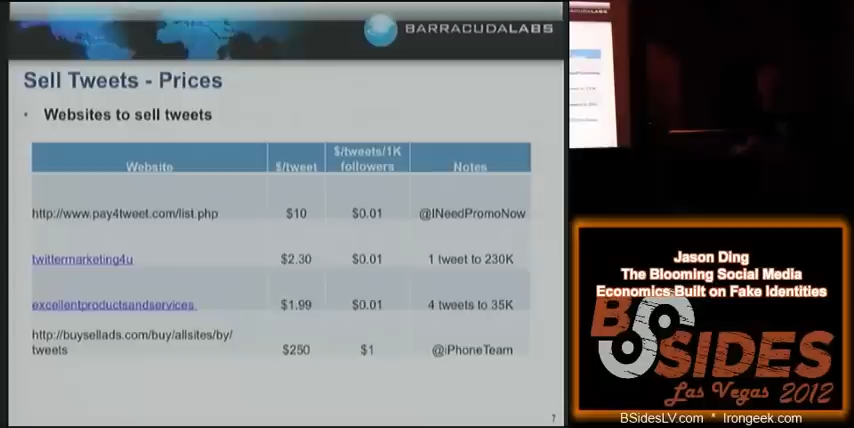 BARRACUDALABS
Sell Tweets - Prices
• Websites to sell tweets
Website $/tweet $/tweets/1K followers Notes
http://www.pay4tweet.com/list.php $10 $0.01 @INeedPromoNow
twittermarketing4u $2.30 $0.01 1 tweet to 230K
excellentproductsandservices $1.99 $0.01 4 tweets to 35K
http://buysellads.com/buy/allsites/by/
tweets $250 $1 @iPhoneTeam
7
Jason Ding
The Blooming Social Media
Economics Built on Fake Identities
BSIDES
Las Vegas 2012
BSidesLV.com * Irongeek.com